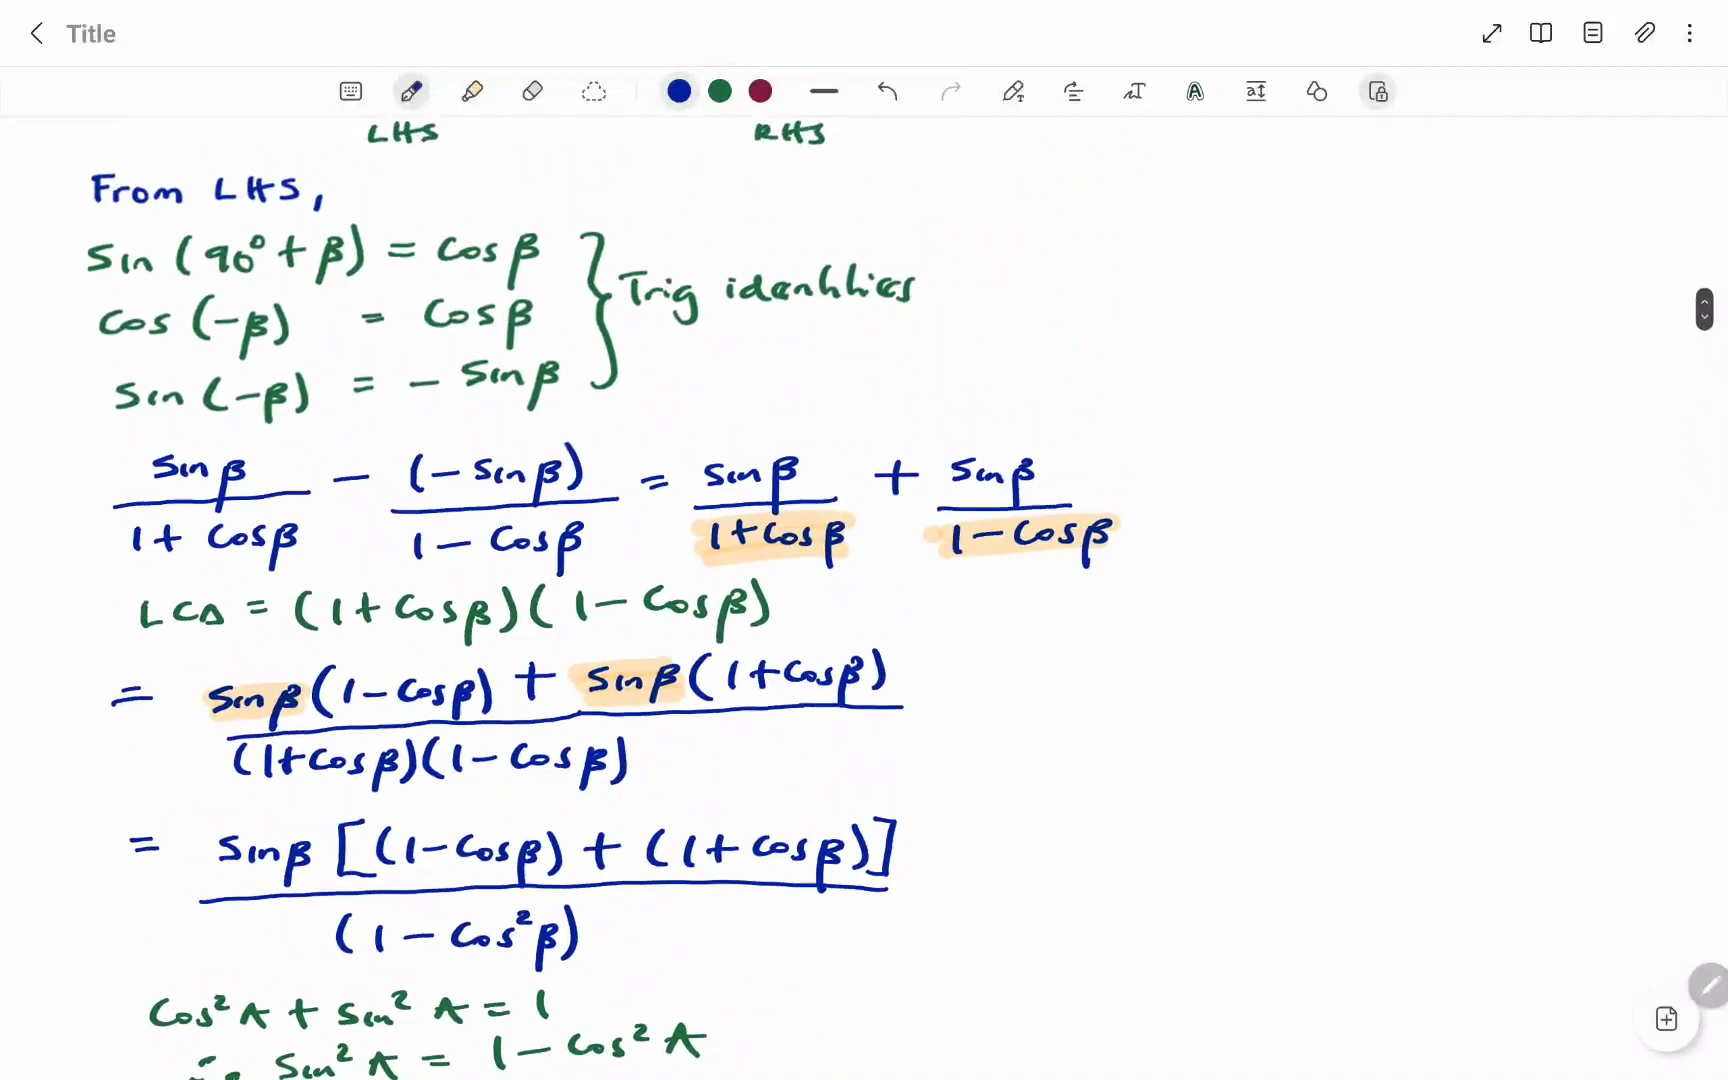 Title
LHS RHS
From LHS,
sin (90° + β) = cos β
cos (-β) = cos β
sin (-β) = - sin β
} Trig identities
sin β / 1 + cos β - (- sin β) / 1 - cos β = sin β / 1 + cos β + sin β / 1 - cos β
LCD = (1 + cos β)(1 - cos β)
= sin β (1 - cos β) + sin β (1 + cos β) / (1 + cos β)(1 - cos β)
= sin β [(1 - cos β) + (1 + cos β)] / (1 - cos² β)
cos² A + sin² A = 1
∴ sin² A = 1 - cos² A